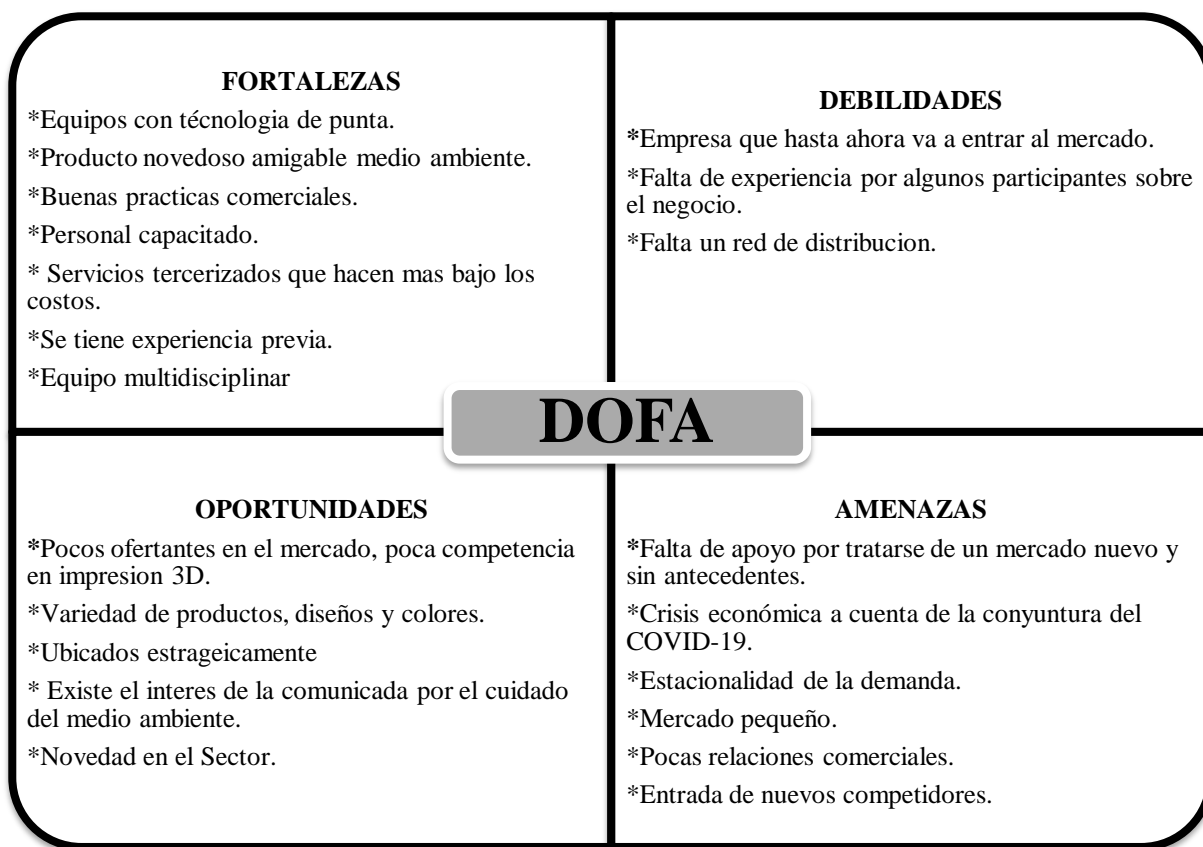 FORTALEZAS
*Equipos con técnologia de punta.
*Producto novedoso amigable medio ambiente.
*Buenas practicas comerciales.
*Personal capacitado.
* Servicios tercerizados que hacen mas bajo los
costos.
*Se tiene experiencia previa.
*Equipo multidisciplinar
DEBILIDADES
*Empresa que hasta ahora va a entrar al mercado.
*Falta de experiencia por algunos participantes sobre
el negocio.
*Falta un red de distribucion.
DOFA
OPORTUNIDADES
*Pocos ofertantes en el mercado, poca competencia
en impresion 3D.
*Variedad de productos, diseños y colores.
*Ubicados estrageicamente
* Existe el interes de la comunicada por el cuidado
del medio ambiente.
*Novedad en el Sector.
AMENAZAS
*Falta de apoyo por tratarse de un mercado nuevo y
sin antecedentes.
*Crisis económica a cuenta de la conyuntura del
COVID-19.
*Estacionalidad de la demanda.
*Mercado pequeño.
*Pocas relaciones comerciales.
*Entrada de nuevos competidores.